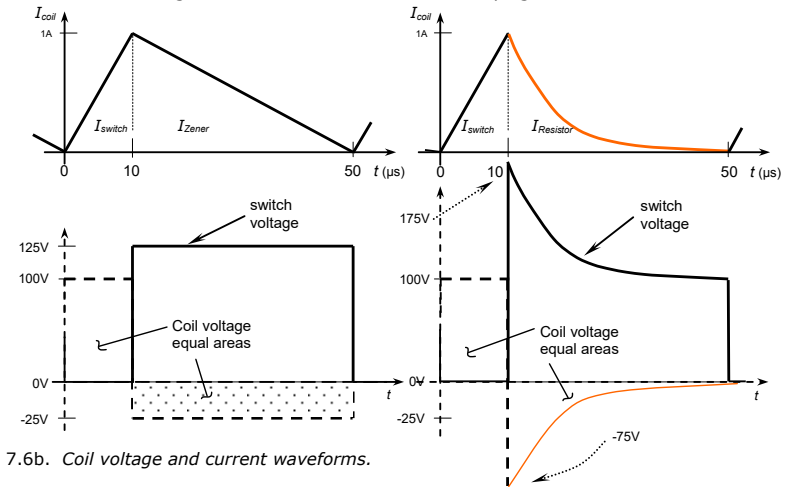 I_coil
1A
I_switch
I_Zener
0
10
50
t (µs)
switch
voltage
125V
100V
Coil voltage
equal areas
0V
-25V
t
I_coil
1A
I_switch
I_Resistor
0
10
50
t (µs)
175V
switch
voltage
100V
Coil voltage
equal areas
0V
-25V
t
-75V
7.6b. Coil voltage and current waveforms.